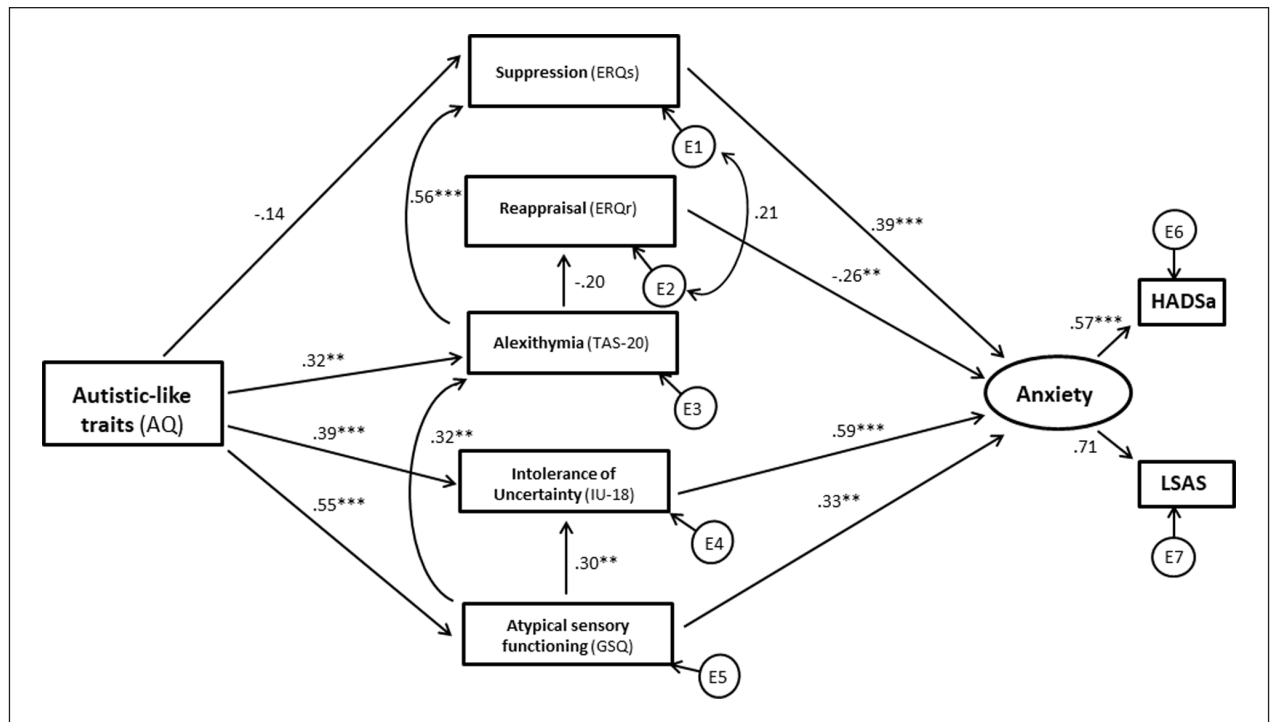 Suppression (ERQs)
E1
.56***
Reappraisal (ERQr)
.21
-.14
.39***
E6
E2
-.20
-.26**
HADSa
Alexithymia (TAS-20)
.57***
.32**
Autistic-like
traits (AQ)
E3
Anxiety
.39***
.32**
.59***
.71
Intolerance of
Uncertainty (IU-18)
LSAS
.55***
.33**
E4
E7
.30**
Atypical sensory
functioning (GSQ)
E5